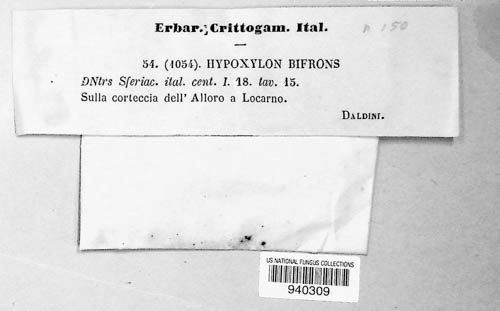 Erbar. Crittogam. Ital.
n 150
54. (1054). HYPOXYLON BIFRONS
DNtrs Sferiac. ital. cent. I. 18. tav. 15.
Sulla corteccia dell' Alloro a Locarno.
DALDINI.
US NATIONAL FUNGUS COLLECTIONS
940309